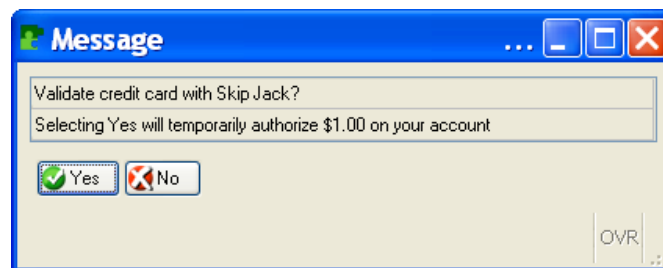 Message ...
Validate credit card with Skip Jack?
Selecting Yes will temporarily authorize $1.00 on your account
Yes No
OVR